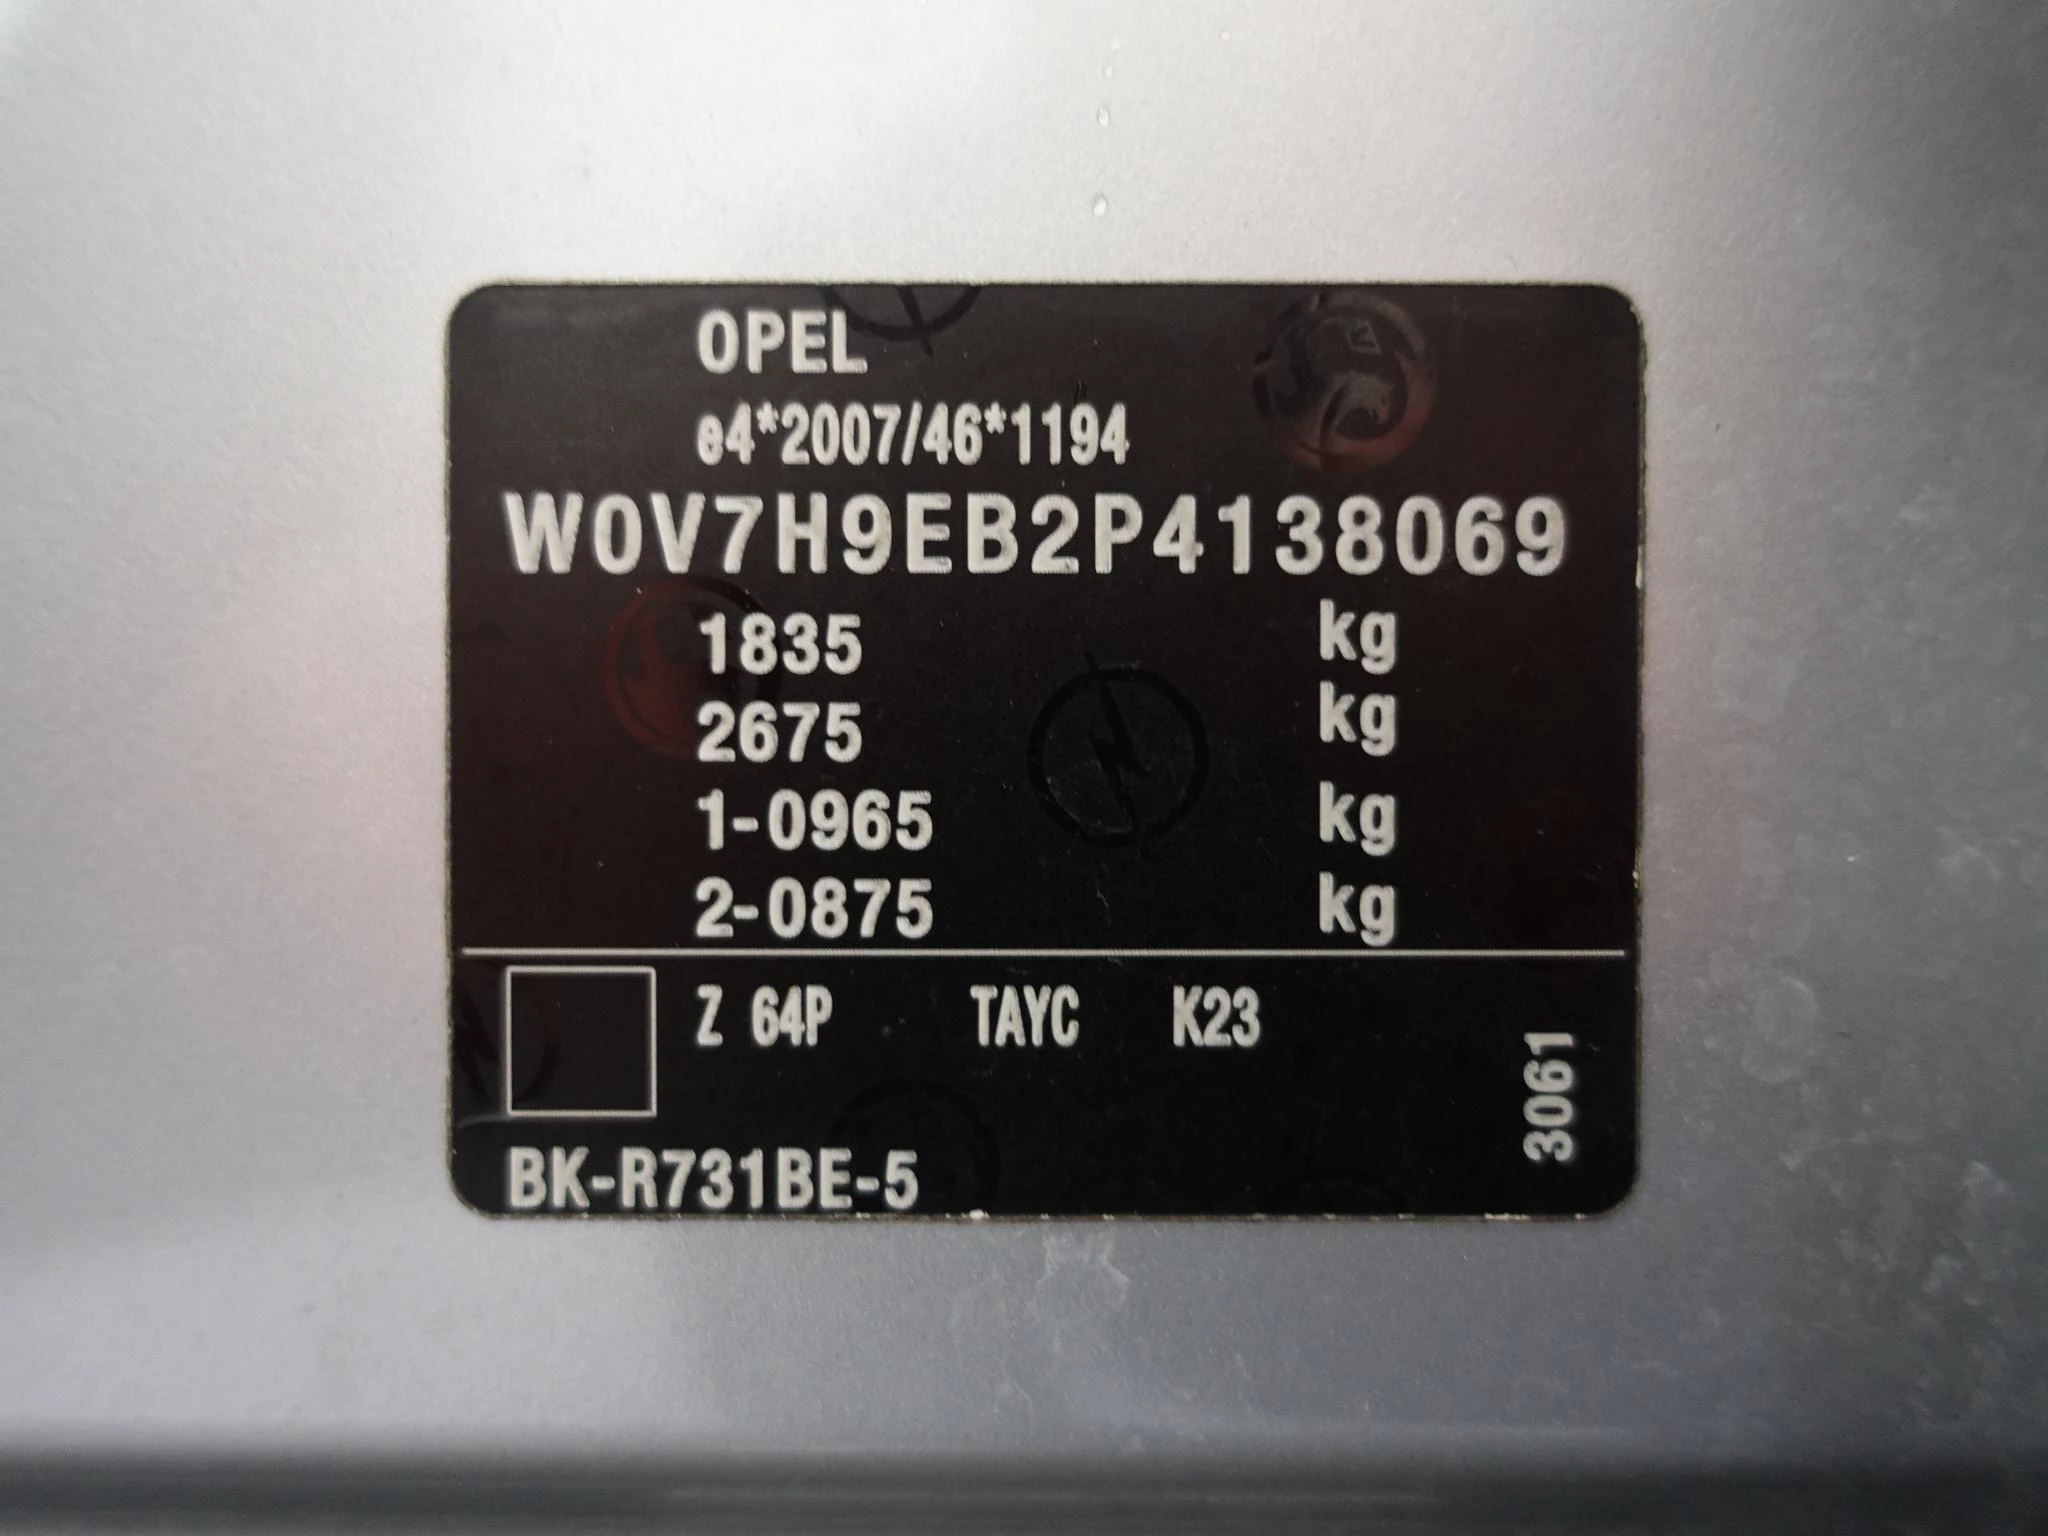 OPEL
e4*2007/46*1194
W0V7H9EB2P4138069
1835 kg
2675 kg
1-0965 kg
2-0875 kg
Z 64P TAYC K23
3061
BK-R731BE-5